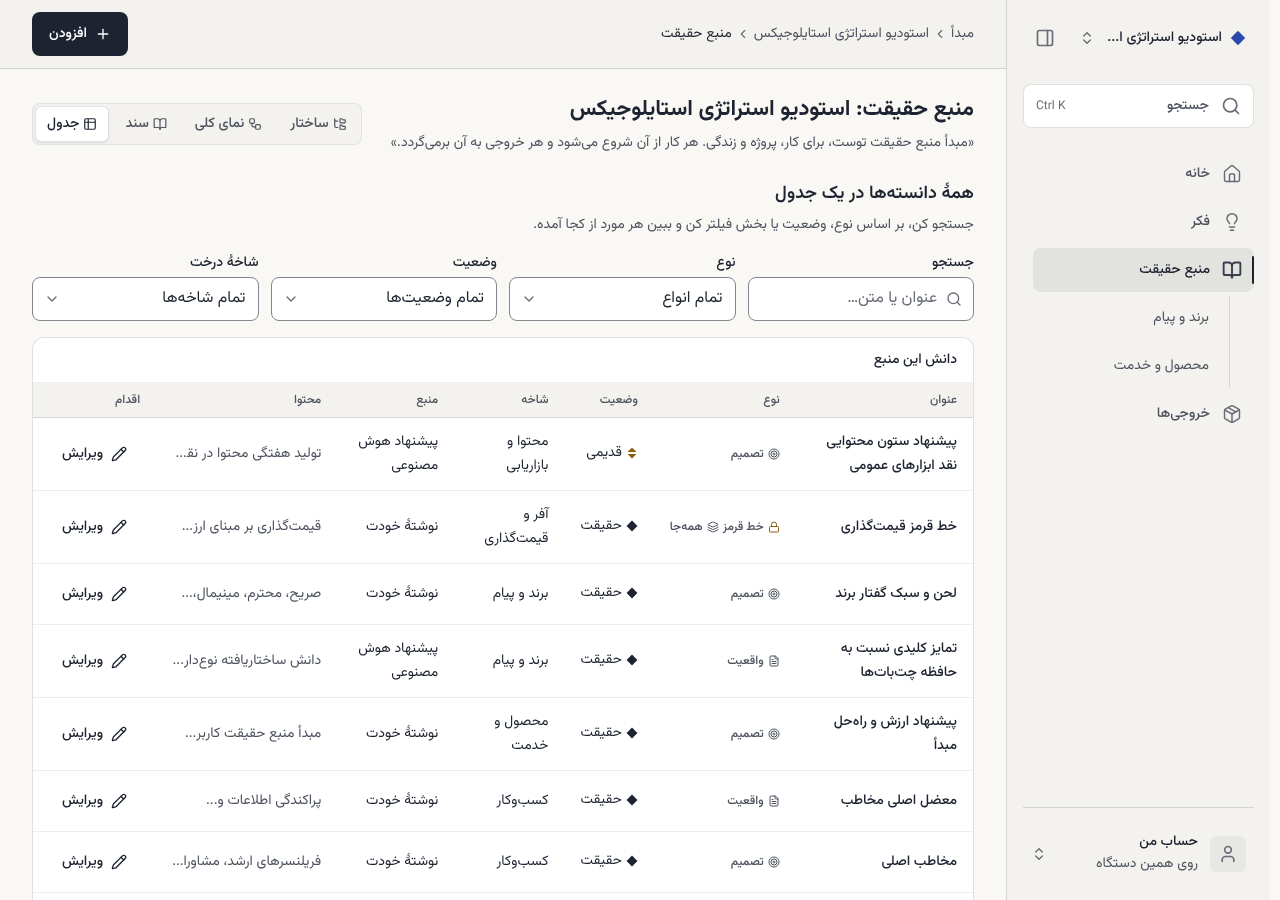 استودیو استراتژی ا...
جستجو
Ctrl K
خانه
فکر
منبع حقیقت
برند و پیام
محصول و خدمت
خروجی‌ها
حساب من
روی همین دستگاه
مبدأ › استودیو استراتژی استایلوجیکس › منبع حقیقت
افزودن
منبع حقیقت: استودیو استراتژی استایلوجیکس
«مبدأ منبع حقیقت توست، برای کار، پروژه و زندگی. هر کار از آن شروع می‌شود و هر خروجی به آن برمی‌گردد.»
ساختار نمای کلی سند جدول
همهٔ دانسته‌ها در یک جدول
جستجو کن، بر اساس نوع، وضعیت یا بخش فیلتر کن و ببین هر مورد از کجا آمده.
جستجو نوع وضعیت شاخهٔ درخت
عنوان یا متن... تمام انواع تمام وضعیت‌ها تمام شاخه‌ها
دانش این منبع
عنوان نوع وضعیت شاخه منبع محتوا اقدام
پیشنهاد ستون محتوایی
نقد ابزارهای عمومی
تصمیم
قدیمی
محتوا و
بازاریابی
پیشنهاد هوش
مصنوعی
تولید هفتگی محتوا در نق...
ویرایش
خط قرمز قیمت‌گذاری
خط قرمز همه‌جا
حقیقت
آفر و
قیمت‌گذاری
نوشتهٔ خودت
قیمت‌گذاری بر مبنای ارز...
ویرایش
لحن و سبک گفتار برند
تصمیم
حقیقت
برند و پیام
نوشتهٔ خودت
صریح، محترم، مینیمال،...
ویرایش
تمایز کلیدی نسبت به
حافظه چت‌بات‌ها
واقعیت
حقیقت
برند و پیام
پیشنهاد هوش
مصنوعی
دانش ساختاریافته نوع‌دار...
ویرایش
پیشنهاد ارزش و راه‌حل
مبدأ
تصمیم
حقیقت
محصول و
خدمت
نوشتهٔ خودت
مبدأ منبع حقیقت کاربر...
ویرایش
معضل اصلی مخاطب
واقعیت
حقیقت
کسب‌وکار
نوشتهٔ خودت
پراکندگی اطلاعات و...
ویرایش
مخاطب اصلی
تصمیم
حقیقت
کسب‌وکار
نوشتهٔ خودت
فریلنسرهای ارشد، مشاورا...
ویرایش